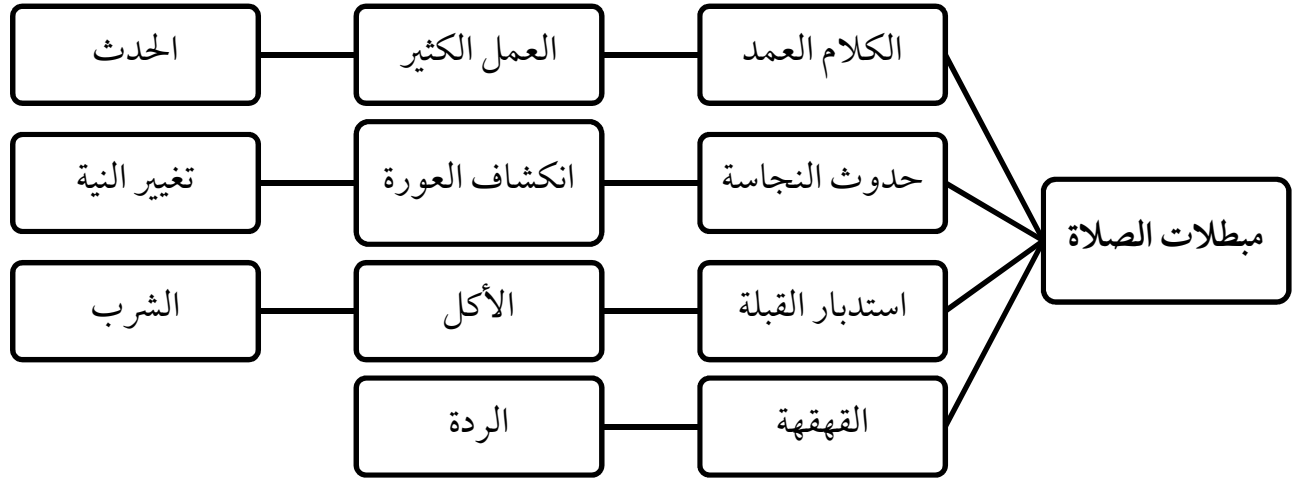 مبطلات الصلاة
الكلام العمد
العمل الكثير
الحدث
حدوث النجاسة
انكشاف العورة
تغيير النية
استدبار القبلة
الأكل
الشرب
القهقهة
الردة